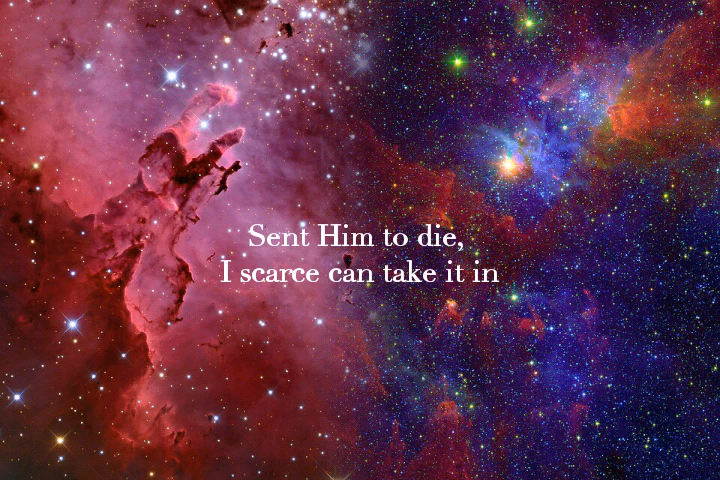 Sent Him to die,
I scarce can take it in